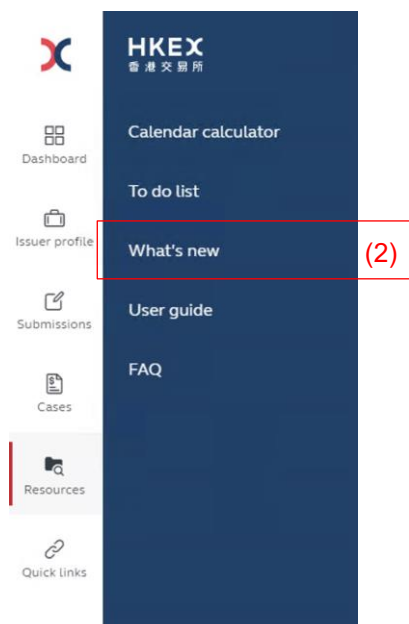 HKEX
香港交易所
Dashboard
Issuer profile
Submissions
Cases
Resources
Quick links
Calendar calculator
To do list
What's new
(2)
User guide
FAQ